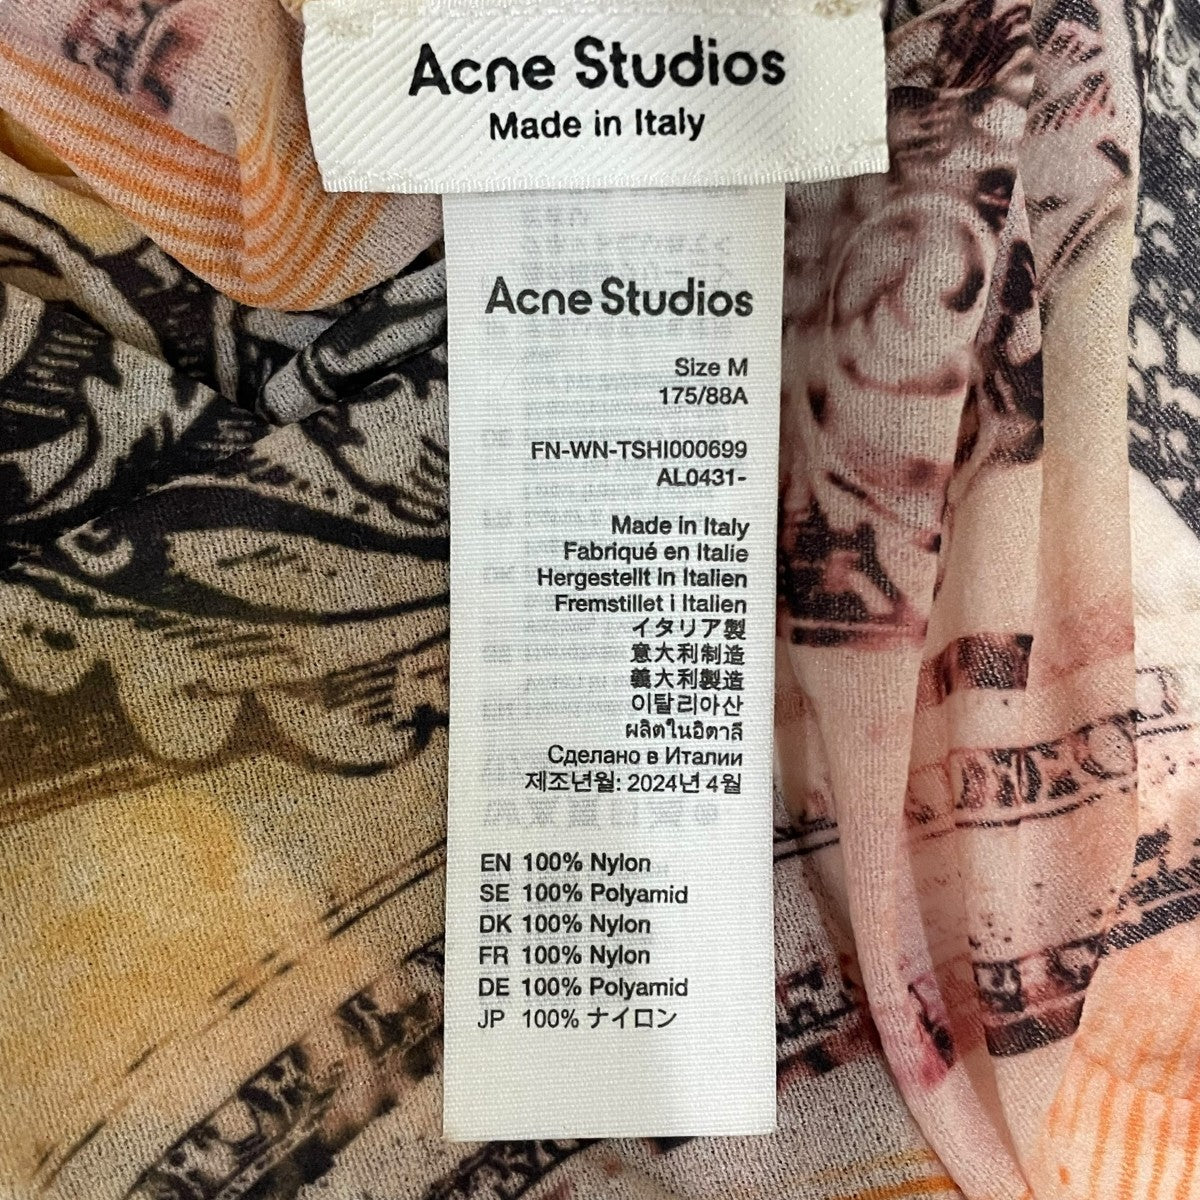 Acne Studios
Made in Italy
Acne Studios
Size M
175/88A
FN-WN-TSHI000699
AL0431-
Made in Italy
Fabriqué en Italie
Hergestellt in Italien
Fremstillet i Italien
イタリア製
意大利制造
義大利製造
이탈리아산
ผลิตในอิตาลี
Сделано в Италии
제조년월: 2024년 4월
EN 100% Nylon
SE 100% Polyamid
DK 100% Nylon
FR 100% Nylon
DE 100% Polyamid
JP 100% ナイロン